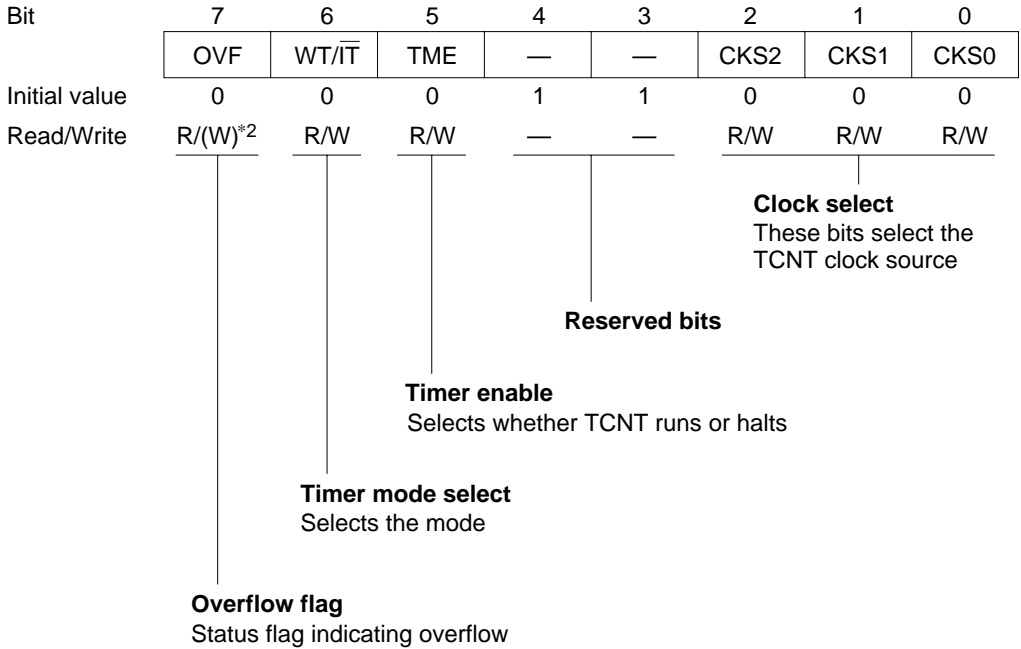 Bit 7 6 5 4 3 2 1 0
OVF WT/I̅T̅ TME — — CKS2 CKS1 CKS0
Initial value 0 0 0 1 1 0 0 0
Read/Write R/(W)*2 R/W R/W — — R/W R/W R/W
Clock select
These bits select the
TCNT clock source
Reserved bits
Timer enable
Selects whether TCNT runs or halts
Timer mode select
Selects the mode
Overflow flag
Status flag indicating overflow